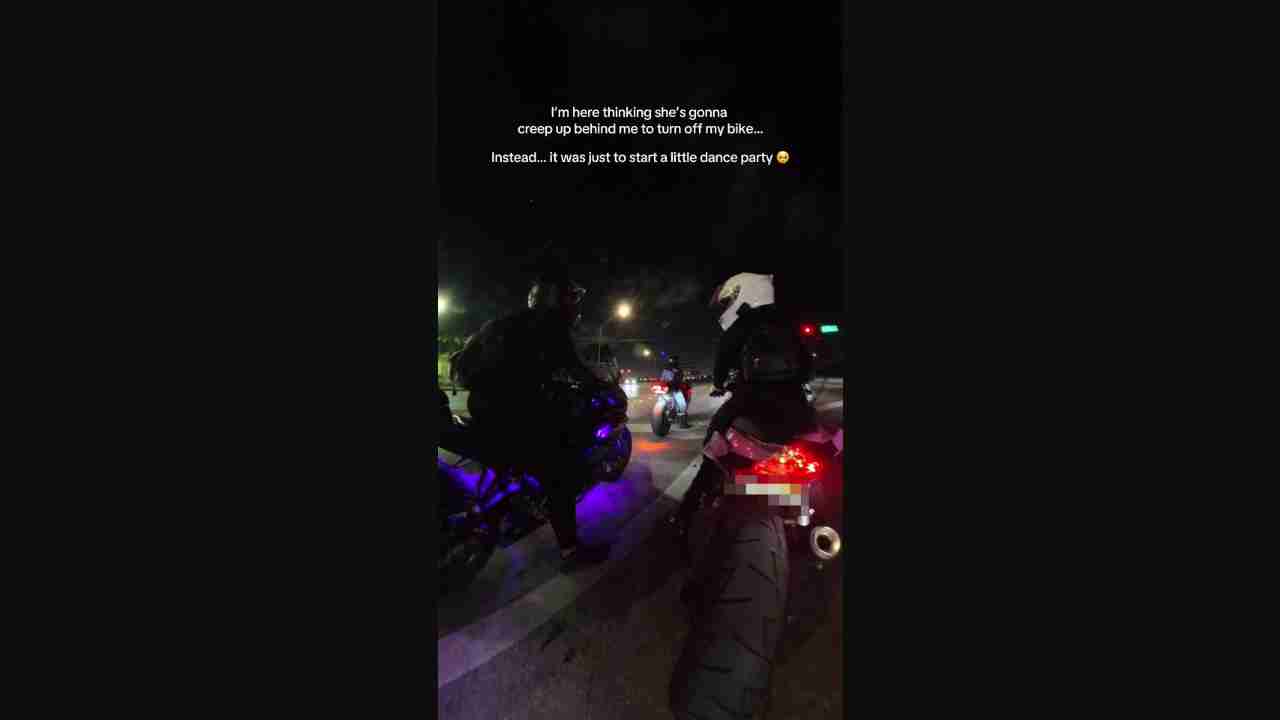 I'm here thinking she's gonna
creep up behind me to turn off my bike...
Instead... it was just to start a little dance party 🥹